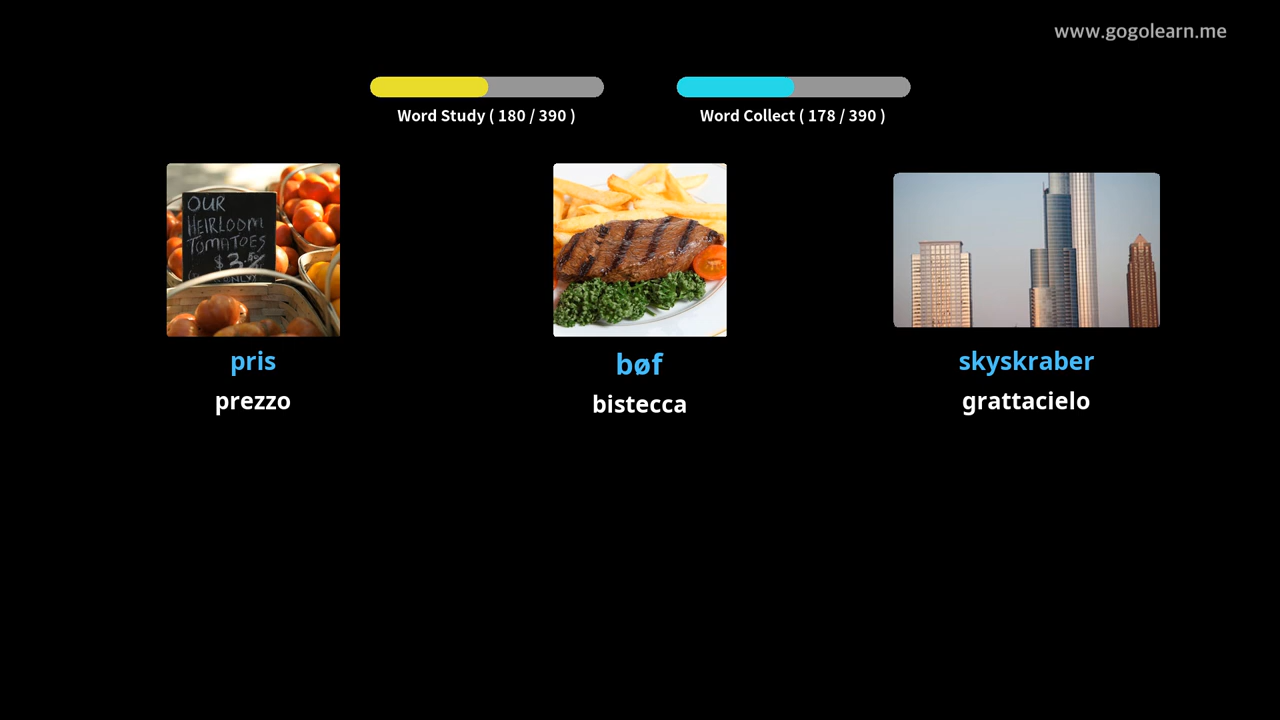 www.gogolearn.me
Word Study ( 180 / 390 )
Word Collect ( 178 / 390 )
OUR
HEIRLOOM
TOMATOES
pris
bøf
skyskraber
prezzo
bistecca
grattacielo